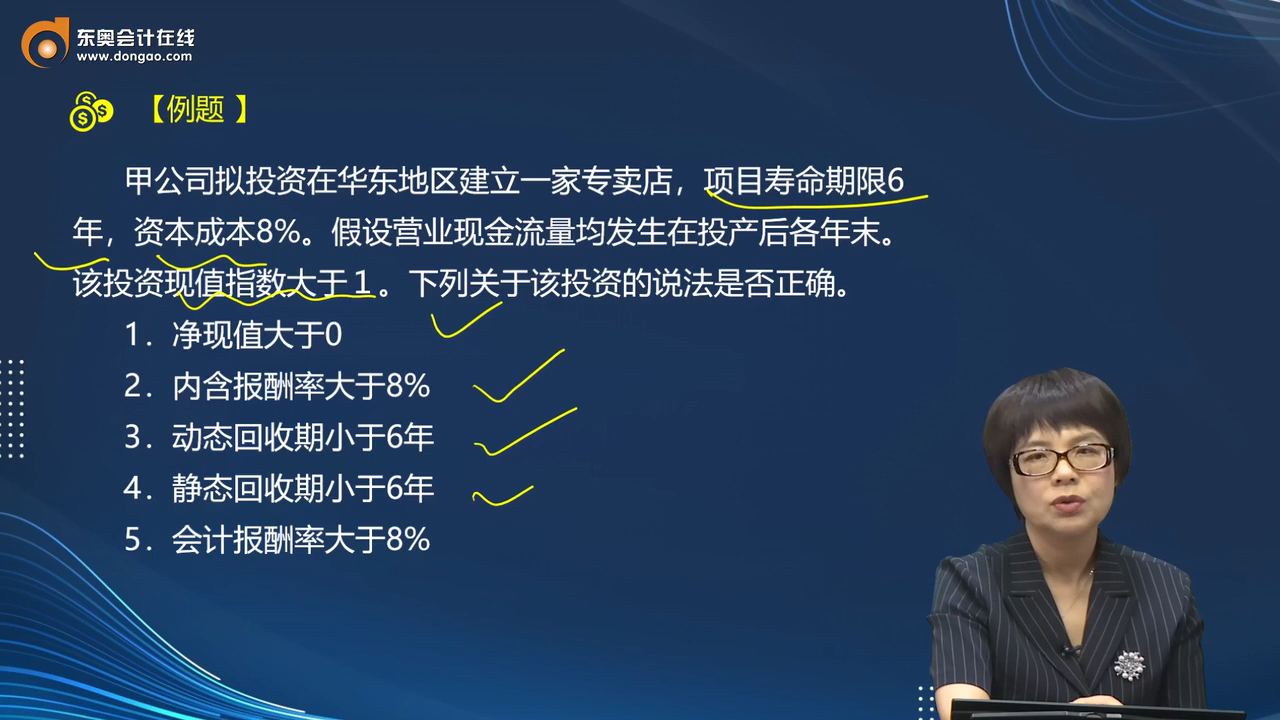 东奥会计在线
www.dongao.com
【例题】
甲公司拟投资在华东地区建立一家专卖店，项目寿命期限6
年，资本成本8%。假设营业现金流量均发生在投产后各年末。
该投资现值指数大于１。下列关于该投资的说法是否正确。
1．净现值大于0
2．内含报酬率大于8%
3．动态回收期小于6年
4．静态回收期小于6年
5．会计报酬率大于8%